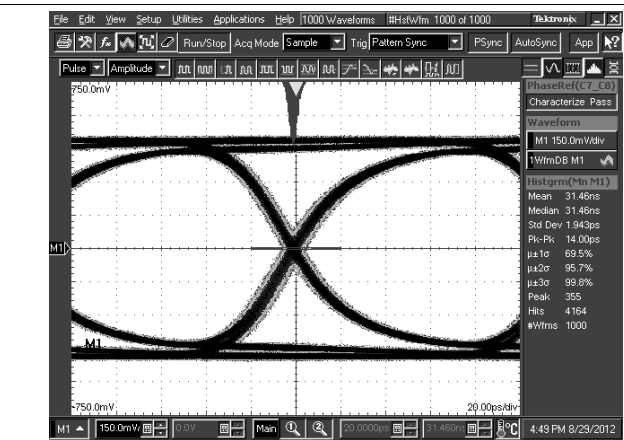 File Edit View Setup Utilities Applications Help 1000 Waveforms #HsfWfm 1000 of 1000 Tektronix
Run/Stop Acq Mode Sample Trig Pattern Sync PSync AutoSync App
Pulse Amplitude
750.0mV
PhaseRef(C7_C8)
Characterize Pass
Waveform
M1 150.0mV/div
1WfmDB M1
Histgrm(Mn M1)
Mean 31.46ns
Median 31.46ns
Std Dev 1.943ps
Pk-Pk 14.00ps
µ±1σ 69.5%
µ±2σ 95.7%
µ±3σ 99.8%
Peak 355
Hits 4164
#Wfms 1000
M1
M1
-750.0mV
20.00ps/div
M1 150.0mV/ 0.0V Main 20.0000ps 31.460n °C 4:49 PM 8/29/2012